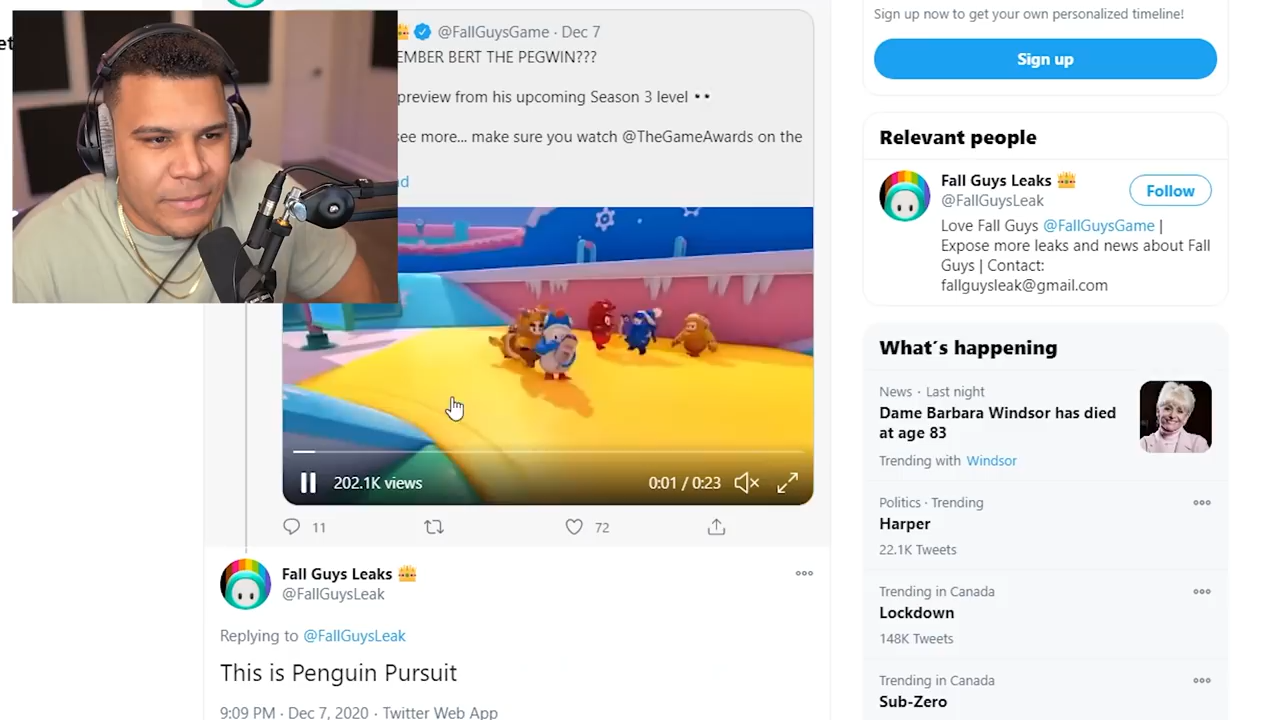 et
@FallGuysGame · Dec 7
EMBER BERT THE PEGWIN???
preview from his upcoming Season 3 level 👀
see more... make sure you watch @TheGameAwards on the
d
202.1K views
0:01 / 0:23
11
72
Fall Guys Leaks 👑
@FallGuysLeak
Replying to @FallGuysLeak
This is Penguin Pursuit
9:09 PM · Dec 7, 2020 · Twitter Web App
Sign up now to get your own personalized timeline!
Sign up
Relevant people
Fall Guys Leaks 👑
@FallGuysLeak
Follow
Love Fall Guys @FallGuysGame |
Expose more leaks and news about Fall
Guys | Contact:
fallguysleak@gmail.com
What's happening
News · Last night
Dame Barbara Windsor has died
at age 83
Trending with Windsor
Politics · Trending
Harper
22.1K Tweets
Trending in Canada
Lockdown
148K Tweets
Trending in Canada
Sub-Zero